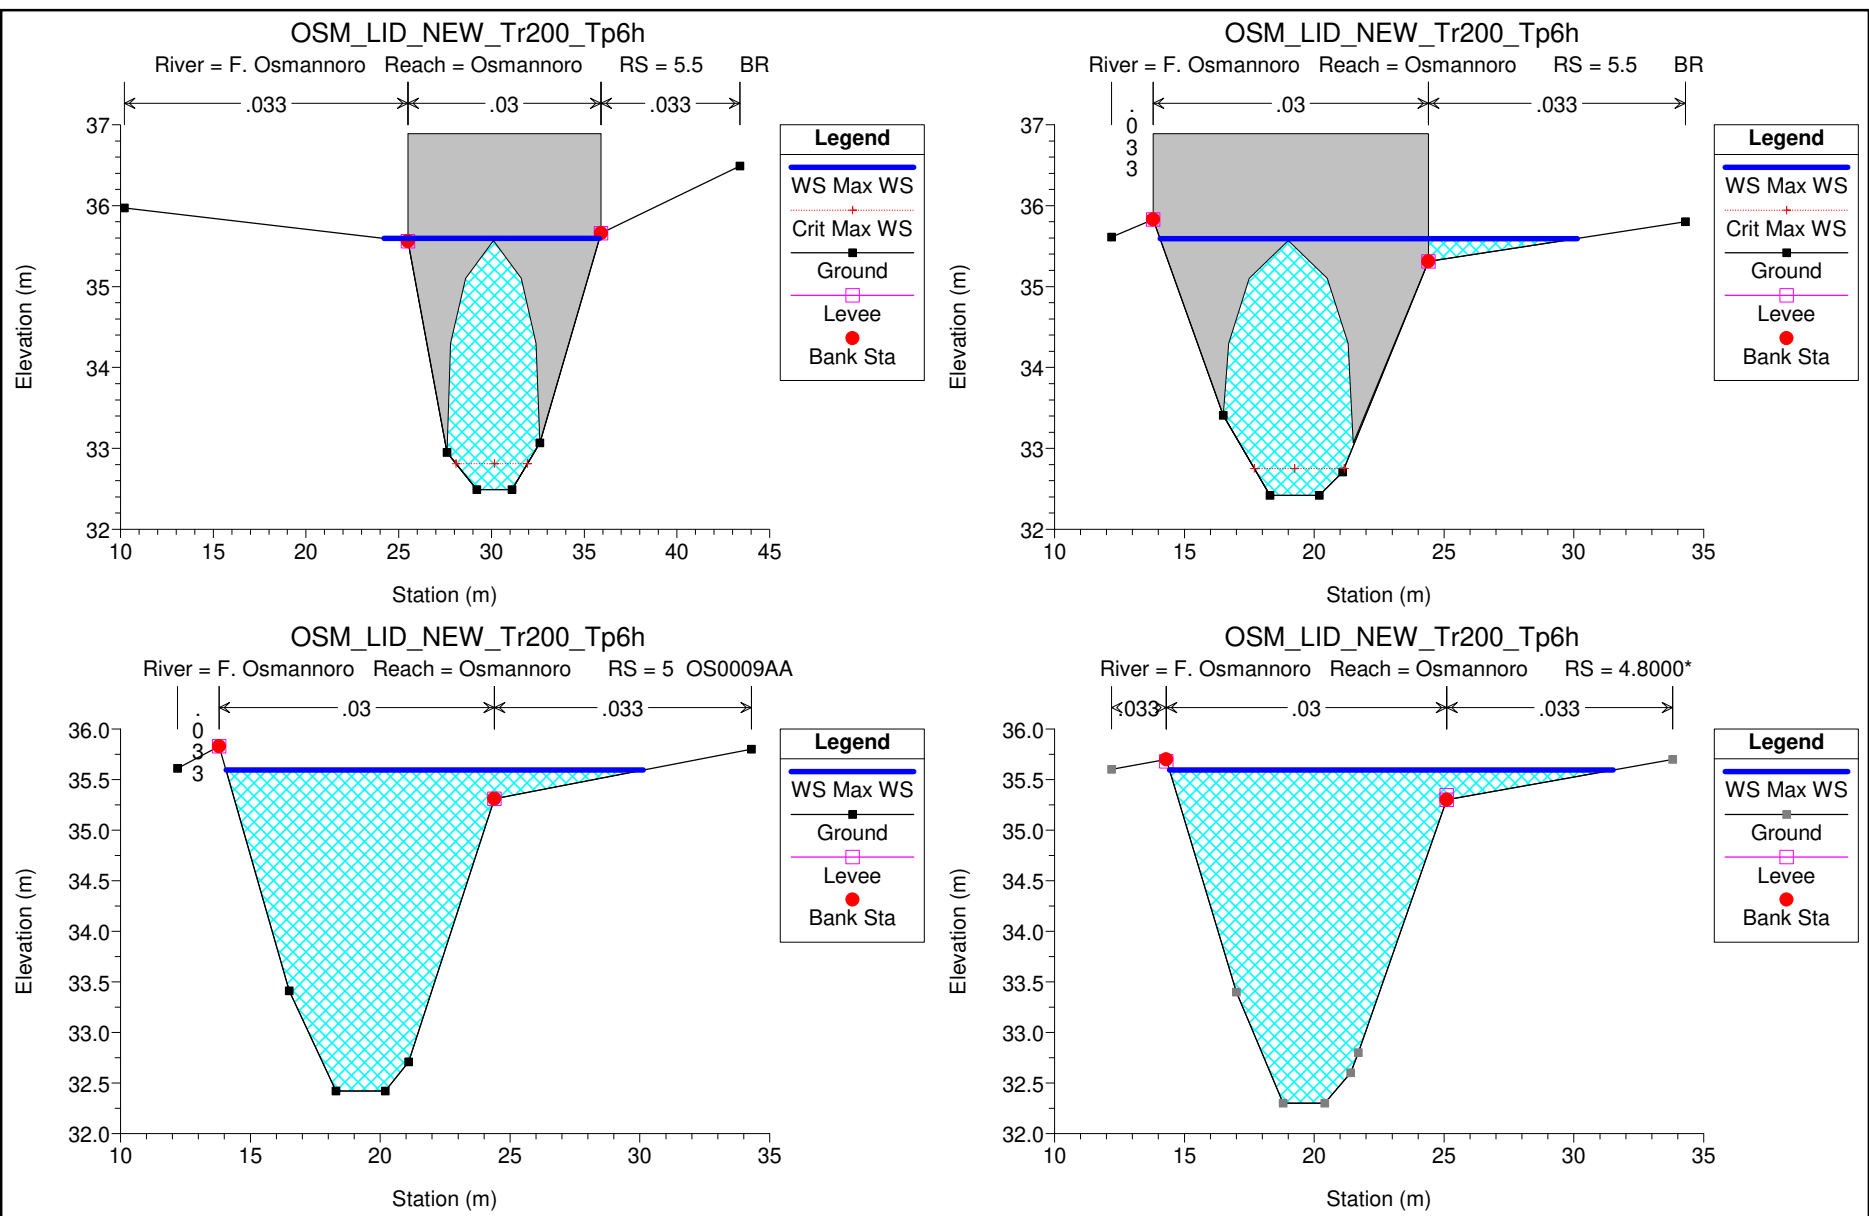 OSM_LID_NEW_Tr200_Tp6h
River = F. Osmannoro Reach = Osmannoro RS = 5.5 BR
.033 .03 .033
37
36
35
34
33
32
Elevation (m)
10 15 20 25 30 35 40 45
Station (m)
Legend
WS Max WS
Crit Max WS
Ground
Levee
Bank Sta
OSM_LID_NEW_Tr200_Tp6h
River = F. Osmannoro Reach = Osmannoro RS = 5.5 BR
.033 .03 .033
37
36
35
34
33
32
Elevation (m)
10 15 20 25 30 35
Station (m)
Legend
WS Max WS
Crit Max WS
Ground
Levee
Bank Sta
OSM_LID_NEW_Tr200_Tp6h
River = F. Osmannoro Reach = Osmannoro RS = 5 OS0009AA
.033 .03 .033
36.0
35.5
35.0
34.5
34.0
33.5
33.0
32.5
32.0
Elevation (m)
10 15 20 25 30 35
Station (m)
Legend
WS Max WS
Ground
Levee
Bank Sta
OSM_LID_NEW_Tr200_Tp6h
River = F. Osmannoro Reach = Osmannoro RS = 4.8000*
.033 .03 .033
36.0
35.5
35.0
34.5
34.0
33.5
33.0
32.5
32.0
Elevation (m)
10 15 20 25 30 35
Station (m)
Legend
WS Max WS
Ground
Levee
Bank Sta